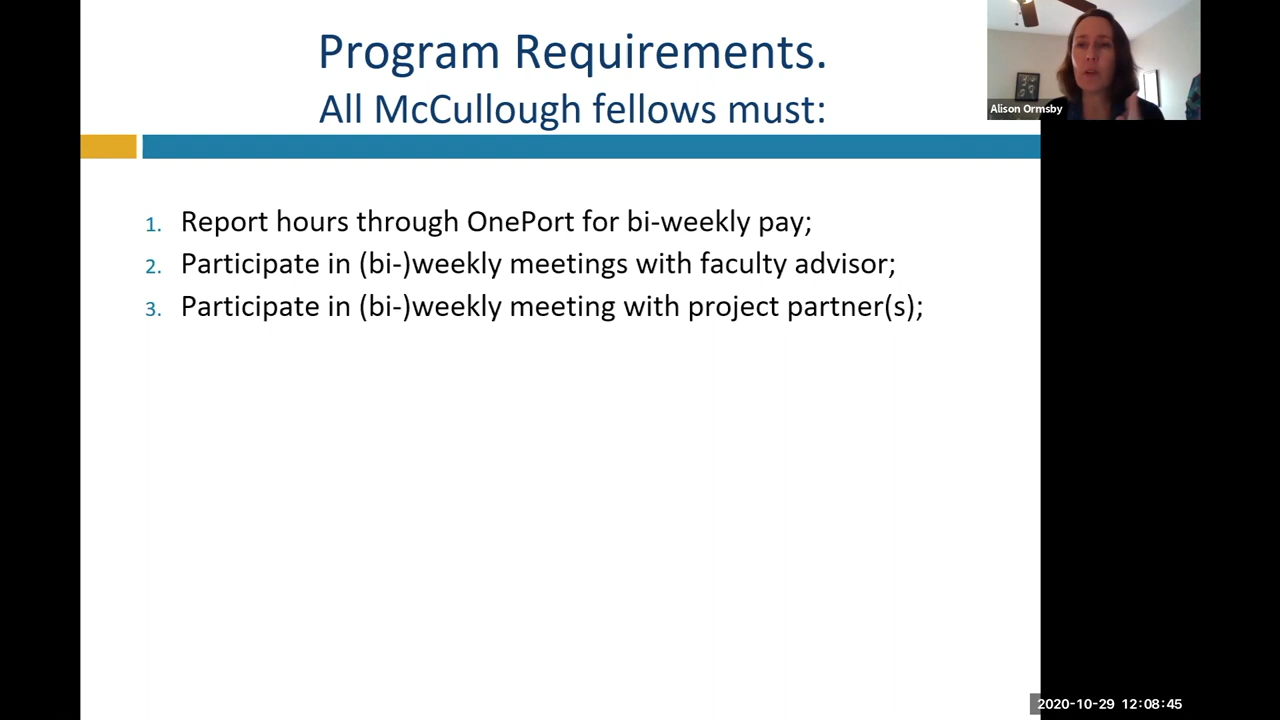 Program Requirements.
All McCullough fellows must:
Alison Ormsby
1. Report hours through OnePort for bi-weekly pay;
2. Participate in (bi-)weekly meetings with faculty advisor;
3. Participate in (bi-)weekly meeting with project partner(s);
2020-10-29 12:08:45